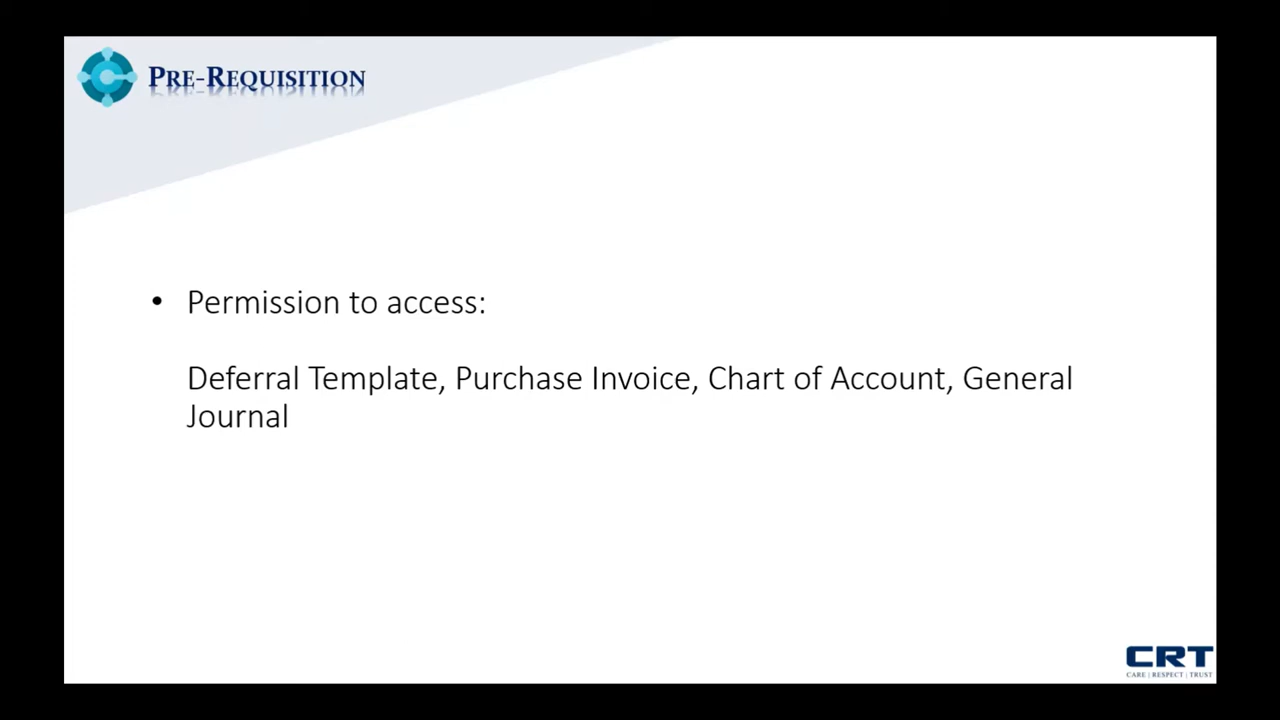 PRE-REQUISITION
• Permission to access:
Deferral Template, Purchase Invoice, Chart of Account, General
Journal
CRT
CARE | RESPECT | TRUST